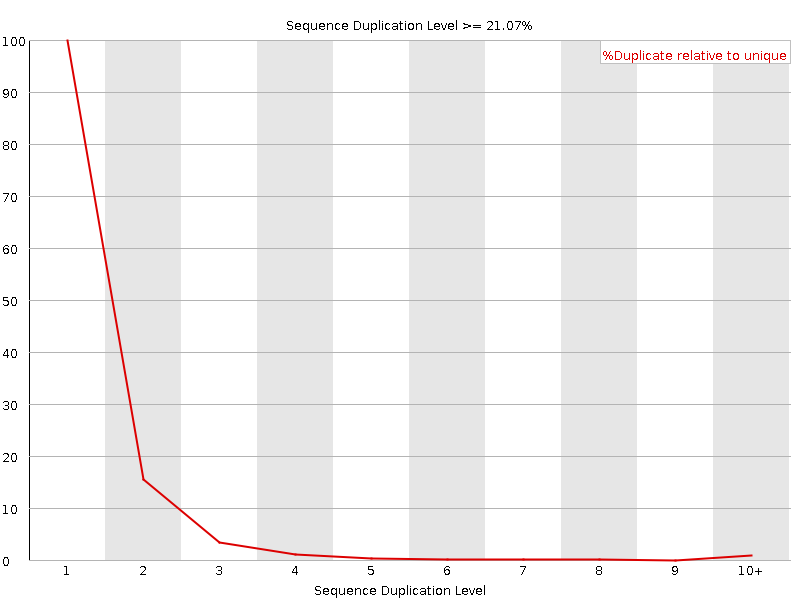 Sequence Duplication Level >= 21.07%
%Duplicate relative to unique
100
90
80
70
60
50
40
30
20
10
0
1 2 3 4 5 6 7 8 9 10+
Sequence Duplication Level